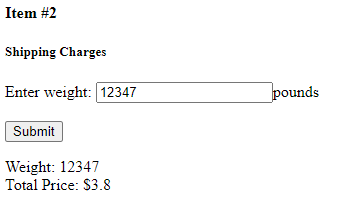 Item #2
Shipping Charges
Enter weight: 12347 pounds
Submit
Weight: 12347
Total Price: $3.8